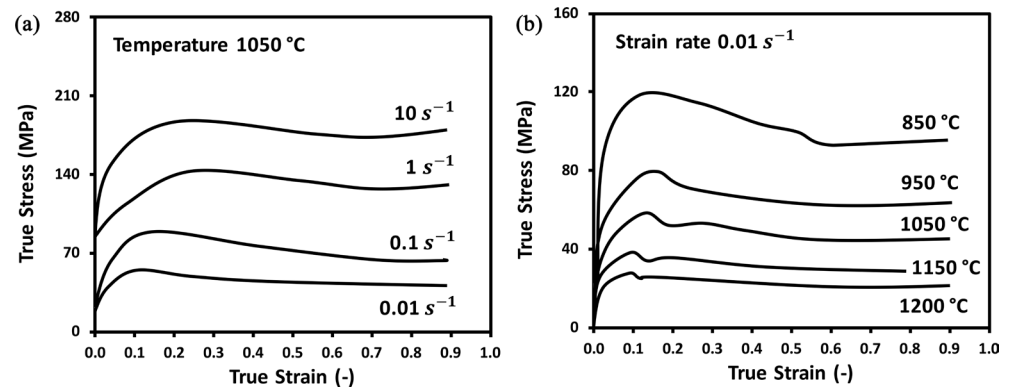 (a)
Temperature 1050 °C
True Stress (MPa)
280
210
140
70
0
10 s⁻¹
1 s⁻¹
0.1 s⁻¹
0.01 s⁻¹
0.0 0.1 0.2 0.3 0.4 0.5 0.6 0.7 0.8 0.9 1.0
True Strain (-)
(b)
Strain rate 0.01 s⁻¹
True Stress (MPa)
160
120
80
40
0
850 °C
950 °C
1050 °C
1150 °C
1200 °C
0.0 0.1 0.2 0.3 0.4 0.5 0.6 0.7 0.8 0.9 1.0
True Strain (-)